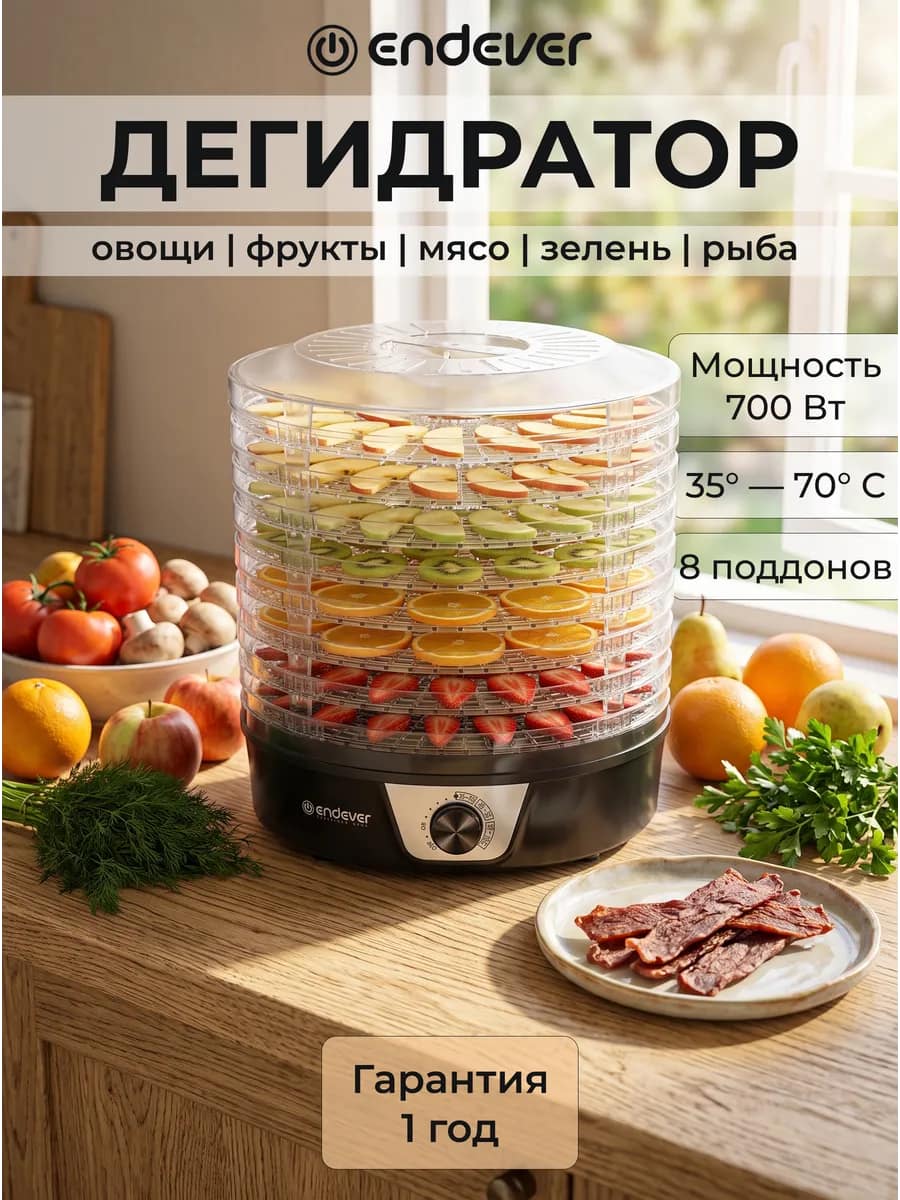 endever
ДЕГИДРАТОР
овощи | фрукты | мясо | зелень | рыба
Мощность
700 Вт
35° — 70° C
8 поддонов
endever
Гарантия
1 год